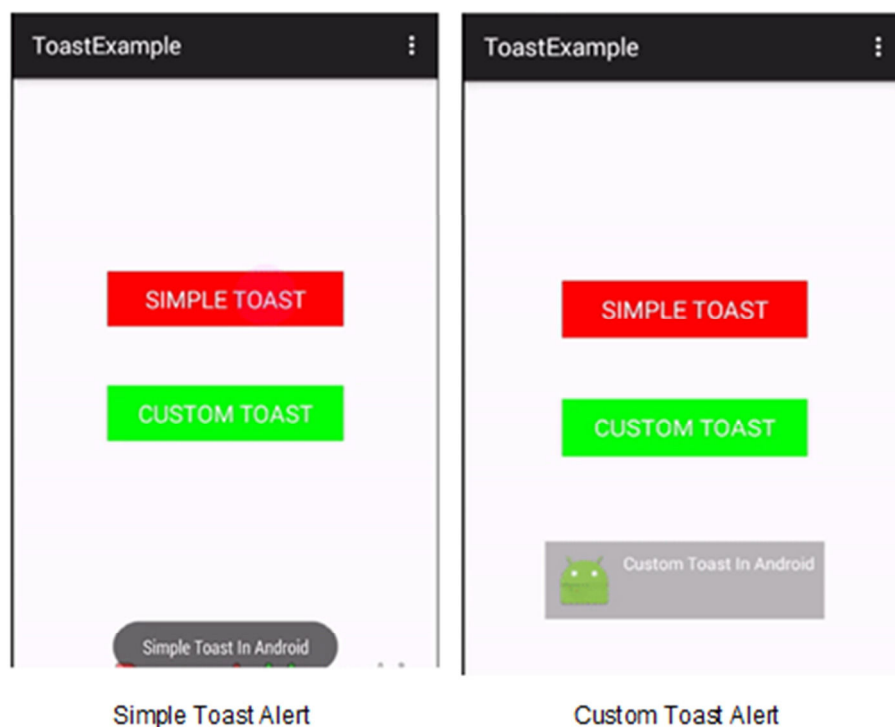 ToastExample
SIMPLE TOAST
CUSTOM TOAST
Simple Toast In Android
Simple Toast Alert
ToastExample
SIMPLE TOAST
CUSTOM TOAST
Custom Toast In Android
Custom Toast Alert